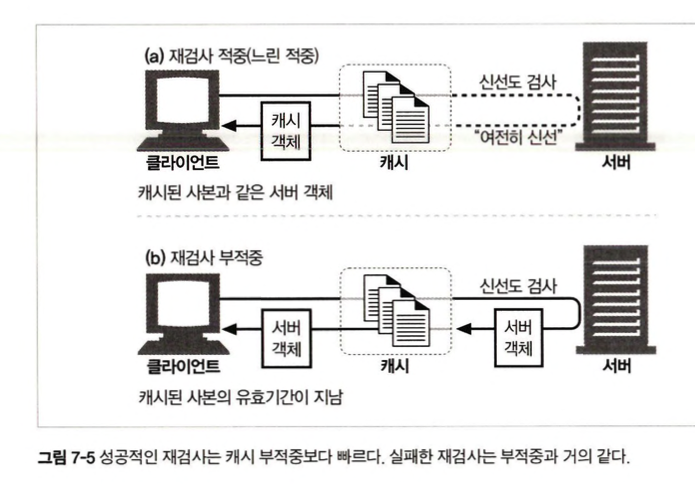 (a) 재검사 적중(느린 적중)
신선도 검사
캐시
객체
"여전히 신선"
클라이언트
캐시
서버
캐시된 사본과 같은 서버 객체
(b) 재검사 부적중
신선도 검사
서버
객체
서버
객체
클라이언트
캐시
서버
캐시된 사본의 유효기간이 지남
그림 7-5 성공적인 재검사는 캐시 부적중보다 빠르다. 실패한 재검사는 부적중과 거의 같다.